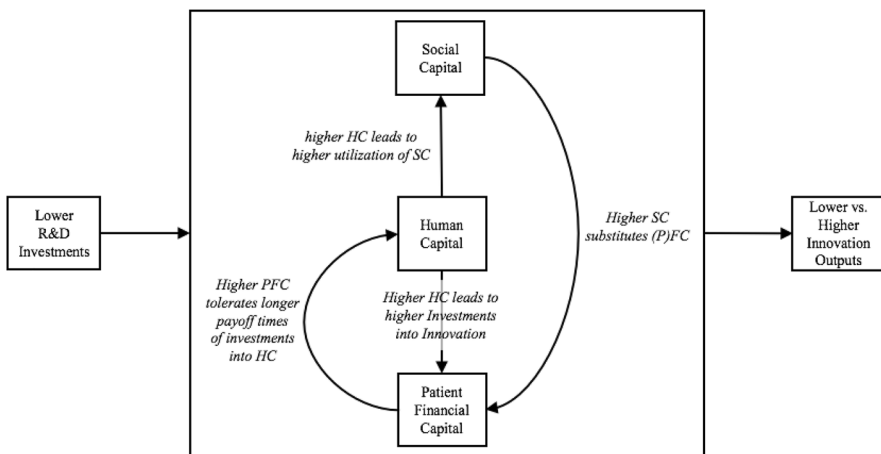 Social
Capital
higher HC leads to
higher utilization of SC
Lower
R&D
Investments
Human
Capital
Higher SC
substitutes (P)FC
Lower vs.
Higher
Innovation
Outputs
Higher PFC
tolerates longer
payoff times
of investments
into HC
Higher HC leads to
higher Investments
into Innovation
Patient
Financial
Capital